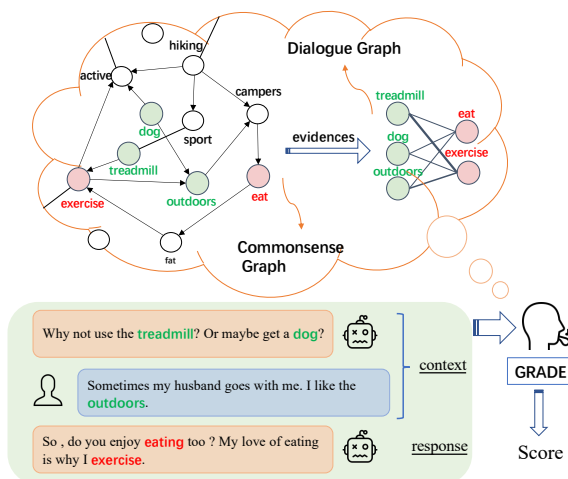 hiking
Dialogue Graph
active
campers
treadmill
dog
sport
evidences
eat
dog
exercise
treadmill
outdoors
exercise
outdoors
eat
fat
Commonsense
Graph
Why not use the treadmill? Or maybe get a dog?
context
Sometimes my husband goes with me. I like the
outdoors.
GRADE
So , do you enjoy eating too ? My love of eating
is why I exercise.
response
Score